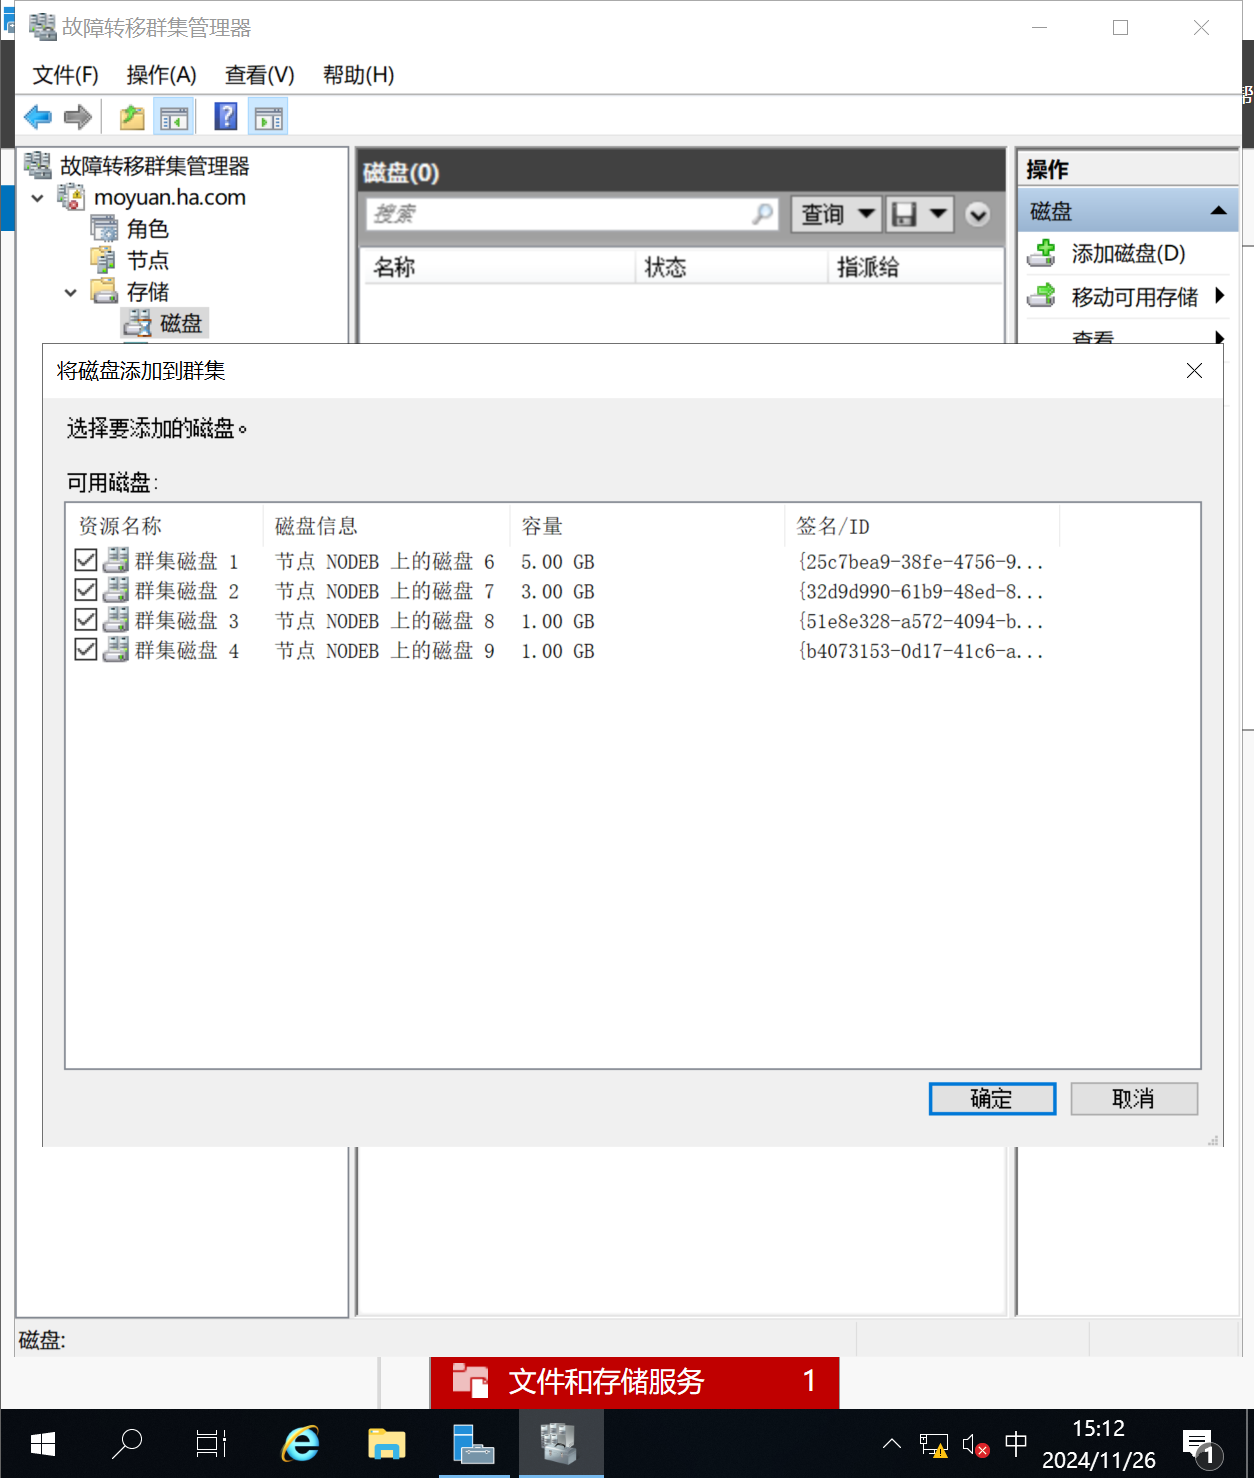 故障转移群集管理器
文件(F) 操作(A) 查看(V) 帮助(H)
帮
故障转移群集管理器
moyuan.ha.com
角色
节点
存储
磁盘
磁盘(0)
搜索
查询
名称 状态 指派给
操作
磁盘
添加磁盘(D)
移动可用存储
查看
将磁盘添加到群集
选择要添加的磁盘。
可用磁盘:
资源名称 磁盘信息 容量 签名/ID
群集磁盘 1 节点 NODEB 上的磁盘 6 5.00 GB {25c7bea9-38fe-4756-9...
群集磁盘 2 节点 NODEB 上的磁盘 7 3.00 GB {32d9d990-61b9-48ed-8...
群集磁盘 3 节点 NODEB 上的磁盘 8 1.00 GB {51e8e328-a572-4094-b...
群集磁盘 4 节点 NODEB 上的磁盘 9 1.00 GB {b4073153-0d17-41c6-a...
确定 取消
磁盘:
文件和存储服务 1
中
15:12
2024/11/26
1